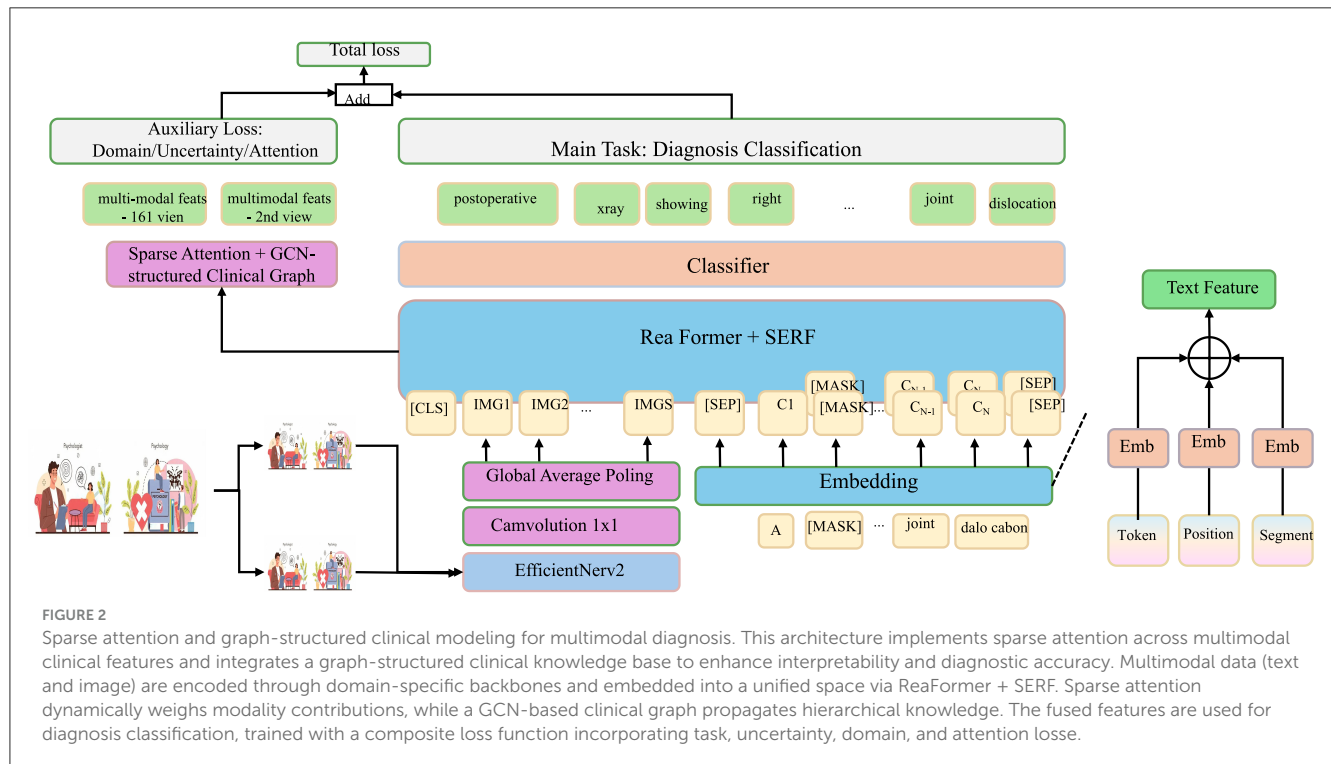 Total loss
Add
Auxiliary Loss:
Domain/Uncertainty/Attention
Main Task: Diagnosis Classification
multi-modal feats
- 161 vien
multimodal feats
- 2nd view
postoperative
xray
showing
right
...
joint
dislocation
Sparse Attention + GCN-
structured Clinical Graph
Classifier
Rea Former + SERF
[MASK]
C_{N-1}
C_N
[SEP]
[CLS]
IMG1
IMG2
...
IMGS
[SEP]
C1
[MASK]
...
C_{N-1}
C_N
[SEP]
Global Average Poling
Camvolution 1x1
EfficientNerv2
Embedding
A
[MASK]
...
joint
dalo cabon
Text Feature
Emb
Emb
Emb
Token
Position
Segment
Psychologist
Psychology
FIGURE 2
Sparse attention and graph-structured clinical modeling for multimodal diagnosis. This architecture implements sparse attention across multimodal
clinical features and integrates a graph-structured clinical knowledge base to enhance interpretability and diagnostic accuracy. Multimodal data (text
and image) are encoded through domain-specific backbones and embedded into a unified space via ReaFormer + SERF. Sparse attention
dynamically weighs modality contributions, while a GCN-based clinical graph propagates hierarchical knowledge. The fused features are used for
diagnosis classification, trained with a composite loss function incorporating task, uncertainty, domain, and attention losse.